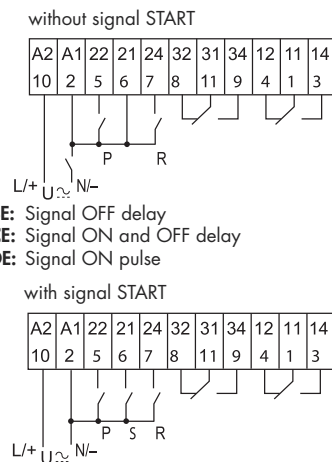 without signal START
A2 A1 22 21 24 32 31 34 12 11 14
10 2 5 6 7 8 11 9 4 1 3
P R
L/+ U N/–
E: Signal OFF delay
E: Signal ON and OFF delay
E: Signal ON pulse
with signal START
A2 A1 22 21 24 32 31 34 12 11 14
10 2 5 6 7 8 11 9 4 1 3
P S R
L/+ U N/–